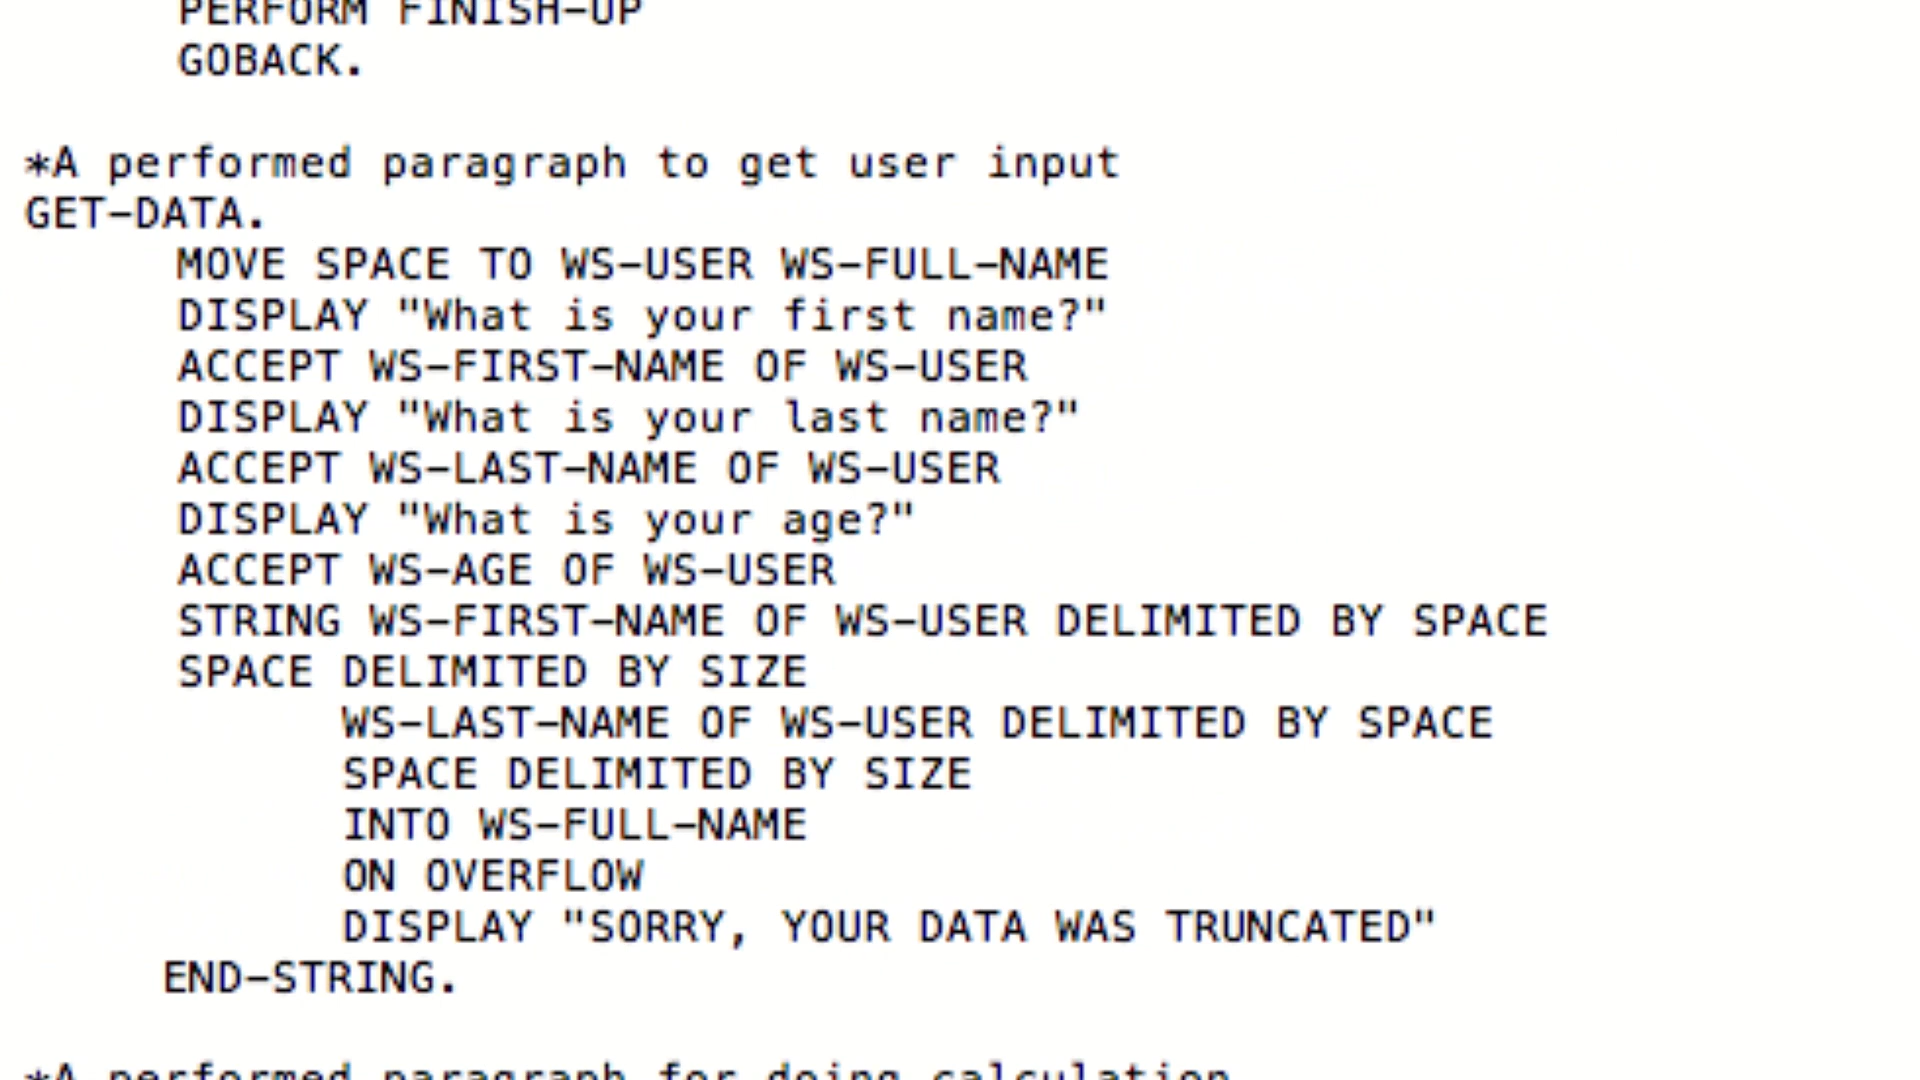 PERFORM FINISH-UP
GOBACK.
*A performed paragraph to get user input
GET-DATA.
MOVE SPACE TO WS-USER WS-FULL-NAME
DISPLAY "What is your first name?"
ACCEPT WS-FIRST-NAME OF WS-USER
DISPLAY "What is your last name?"
ACCEPT WS-LAST-NAME OF WS-USER
DISPLAY "What is your age?"
ACCEPT WS-AGE OF WS-USER
STRING WS-FIRST-NAME OF WS-USER DELIMITED BY SPACE
SPACE DELIMITED BY SIZE
WS-LAST-NAME OF WS-USER DELIMITED BY SPACE
SPACE DELIMITED BY SIZE
INTO WS-FULL-NAME
ON OVERFLOW
DISPLAY "SORRY, YOUR DATA WAS TRUNCATED"
END-STRING.
*A performed paragraph for doing calculation